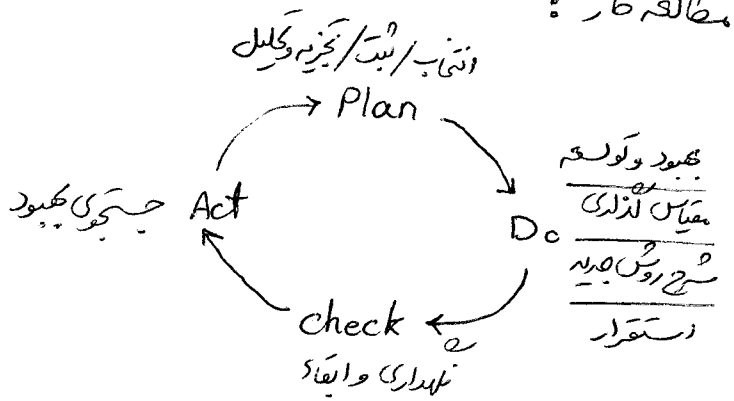 مطالعه کار :
انتخاب / ثبت / تجزیه و تحلیل
Plan
بهبود و توسعه
مقیاس گذاری
Do
شرح روش جدید
استقرار
Act جستجوی بهبود
check
نگهداری و ابقاء